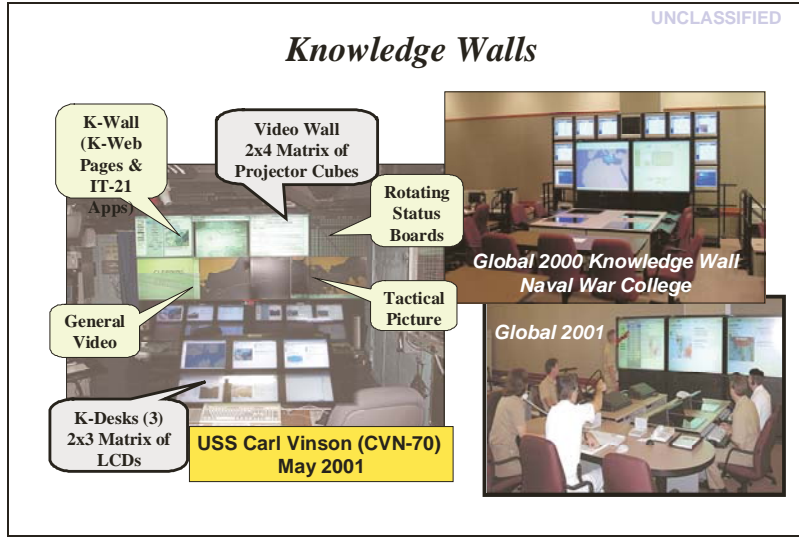 UNCLASSIFIED
Knowledge Walls
K-Wall
(K-Web
Pages &
IT-21
Apps)
Video Wall
2x4 Matrix of
Projector Cubes
Rotating
Status
Boards
General
Video
Tactical
Picture
K-Desks (3)
2x3 Matrix of
LCDs
USS Carl Vinson (CVN-70)
May 2001
Global 2000 Knowledge Wall
Naval War College
Global 2001